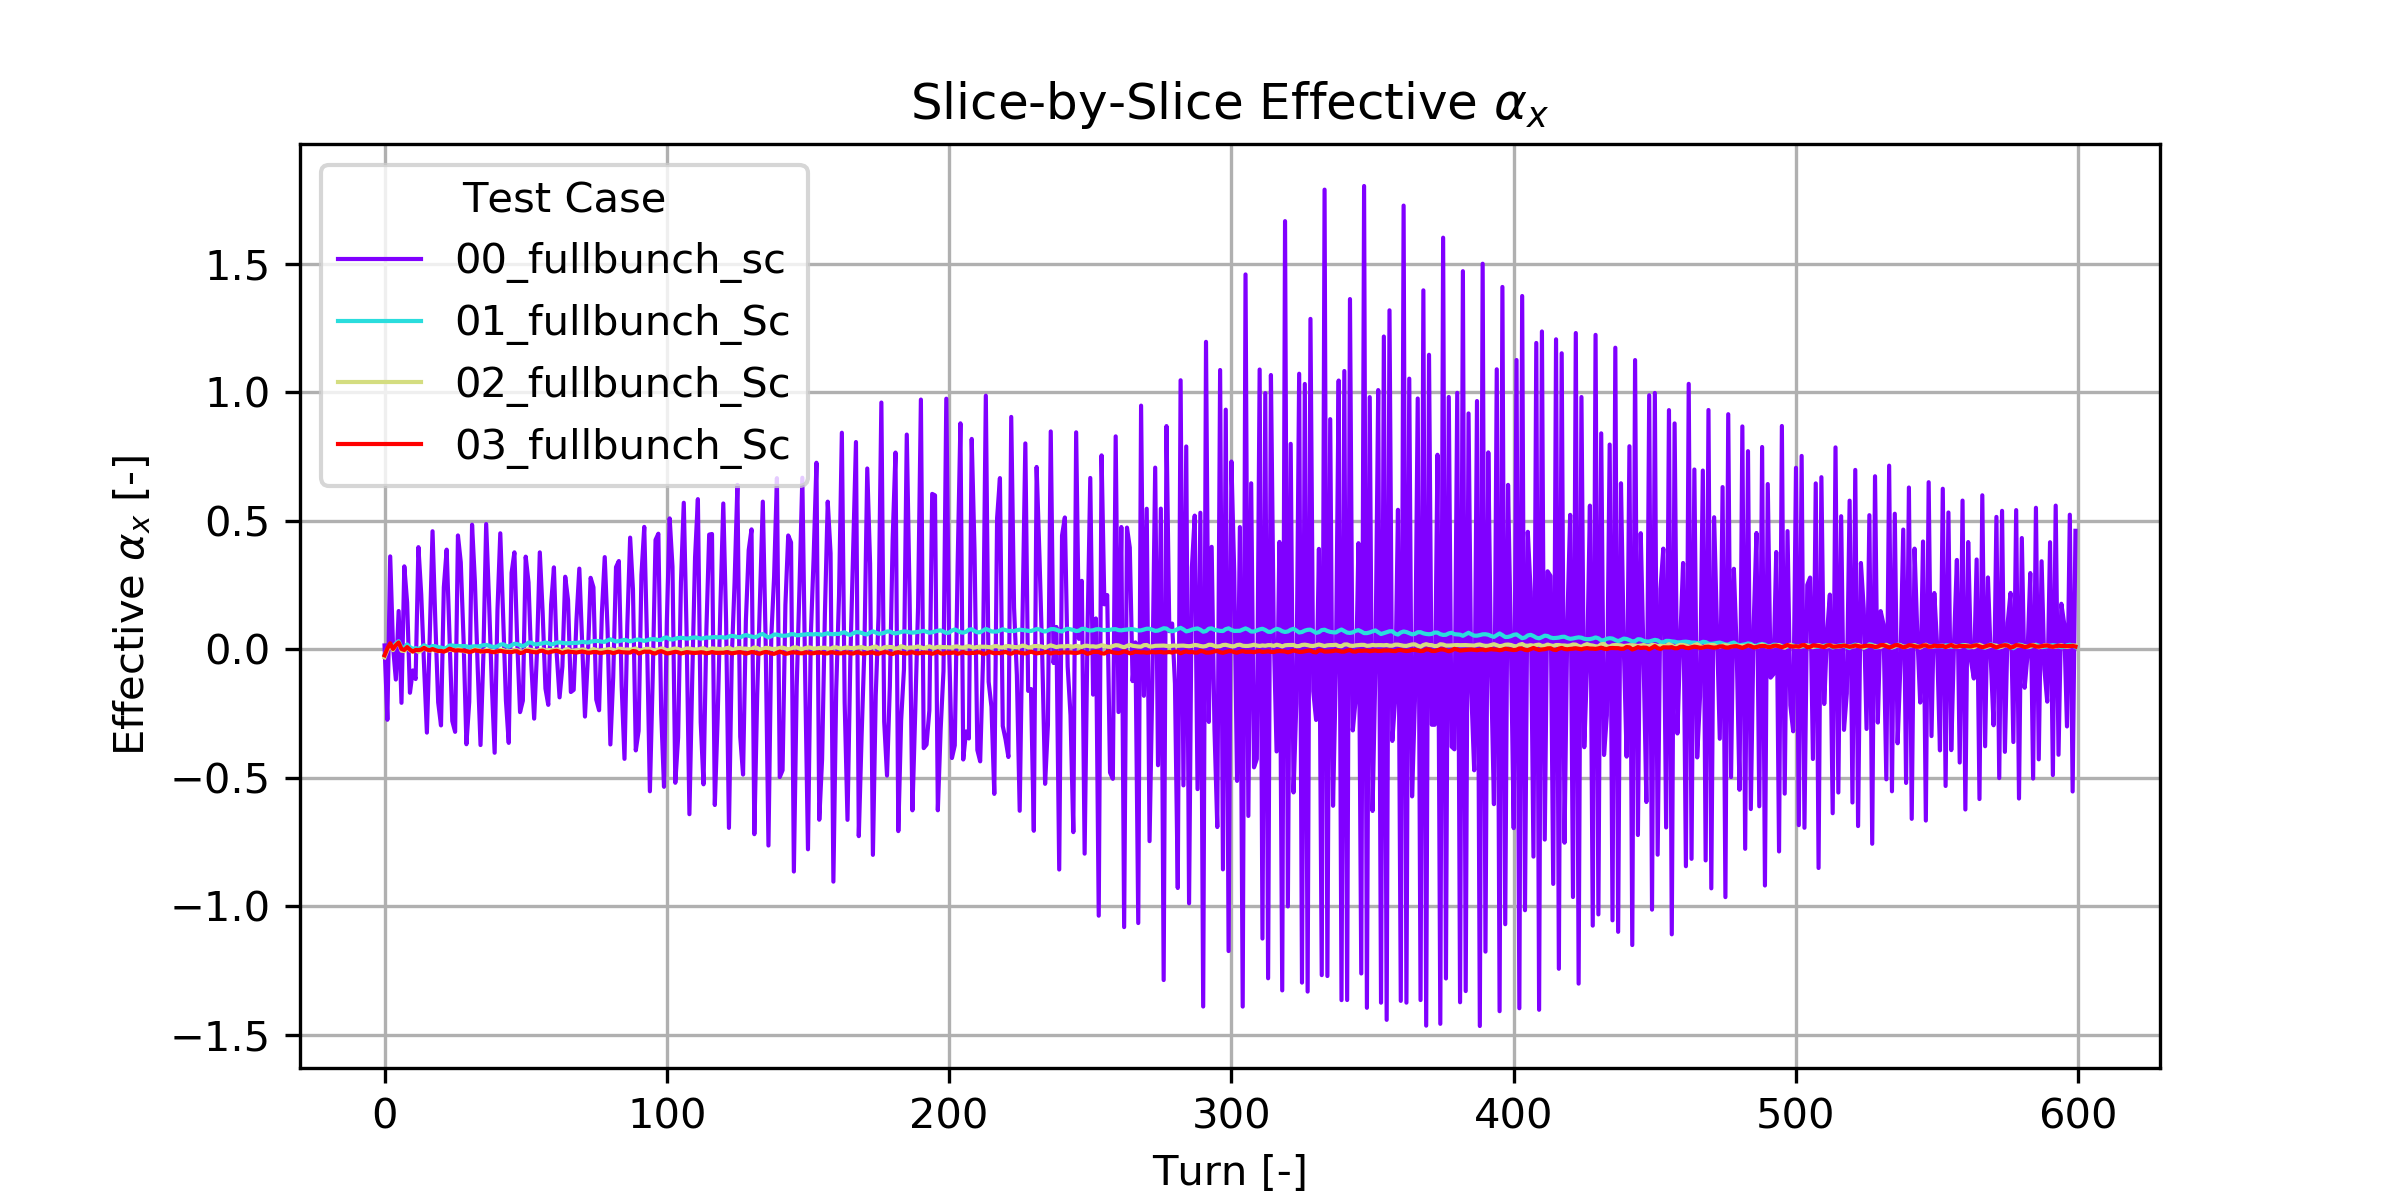 Slice-by-Slice Effective αx
Test Case
00_fullbunch_sc
01_fullbunch_Sc
02_fullbunch_Sc
03_fullbunch_Sc
Effective αx [-]
1.5
1.0
0.5
0.0
−0.5
−1.0
−1.5
0 100 200 300 400 500 600
Turn [-]